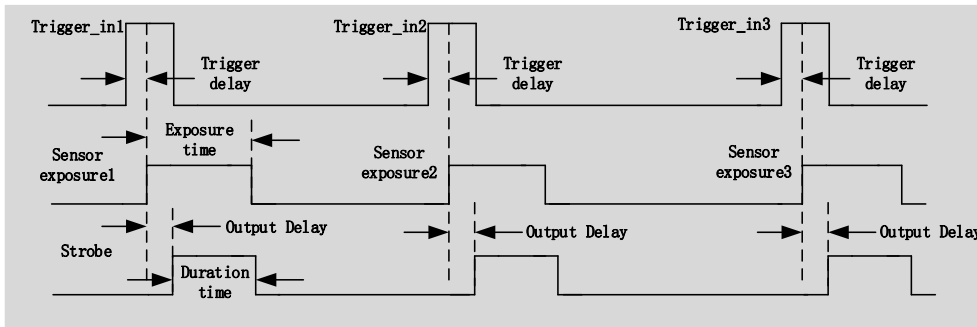 Trigger_in1
Trigger_in2
Trigger_in3
Trigger
delay
Trigger
delay
Trigger
delay
Exposure
time
Sensor
exposure1
Sensor
exposure2
Sensor
exposure3
Output Delay
Output Delay
Output Delay
Strobe
Duration
time